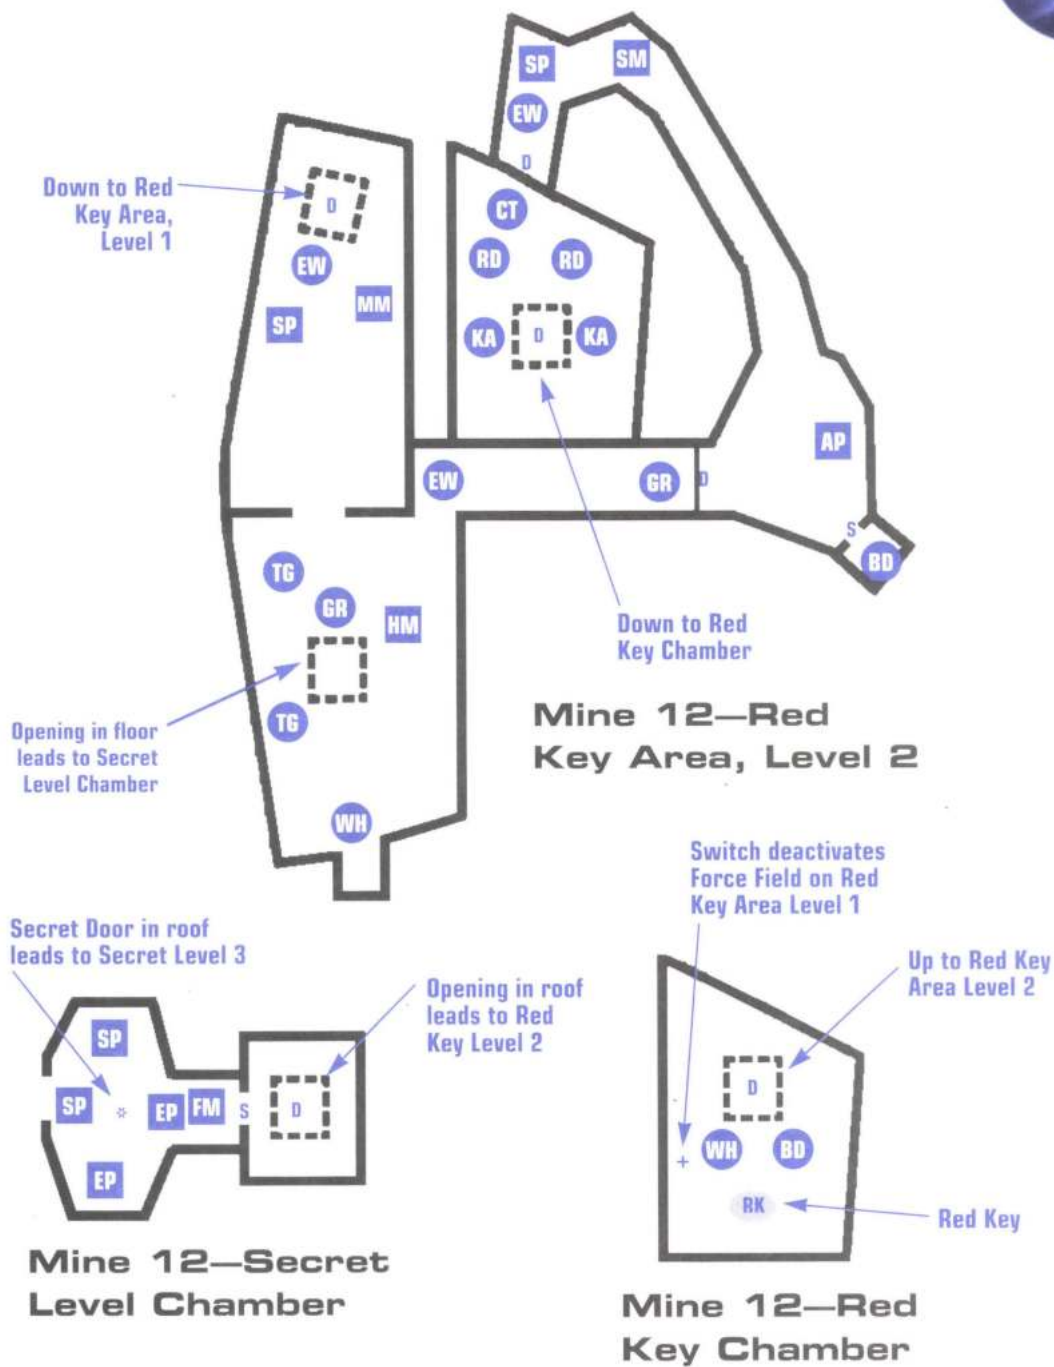 SP
SM
EW
D
Down to Red
Key Area,
Level 1
D
CT
EW
RD
RD
MM
SP
KA
D
KA
AP
EW
GR
D
S
BD
TG
GR
HM
Down to Red
Key Chamber
TG
Opening in floor
leads to Secret
Level Chamber
Mine 12—Red
Key Area, Level 2
WH
Switch deactivates
Force Field on Red
Key Area Level 1
Secret Door in roof
leads to Secret Level 3
Opening in roof
leads to Red
Key Level 2
Up to Red Key
Area Level 2
SP
SP
EP
FM
S
D
EP
D
WH
BD
RK
Red Key
Mine 12—Secret
Level Chamber
Mine 12—Red
Key Chamber